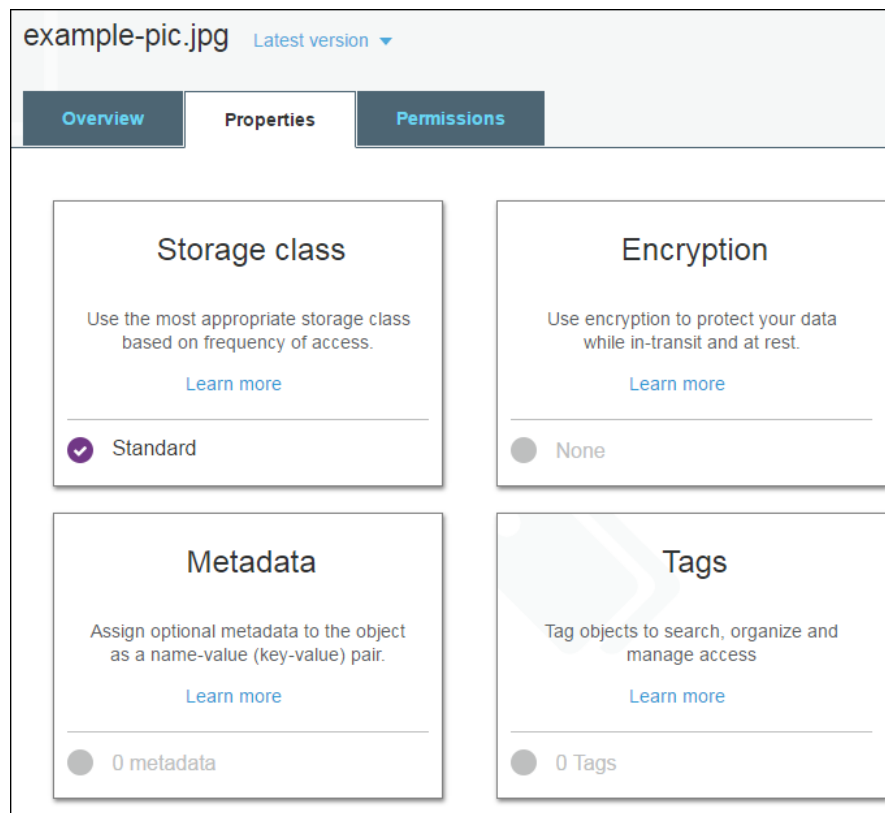 example-pic.jpg Latest version
Overview Properties Permissions
Storage class
Use the most appropriate storage class
based on frequency of access.
Learn more
Standard
Encryption
Use encryption to protect your data
while in-transit and at rest.
Learn more
None
Metadata
Assign optional metadata to the object
as a name-value (key-value) pair.
Learn more
0 metadata
Tags
Tag objects to search, organize and
manage access
Learn more
0 Tags